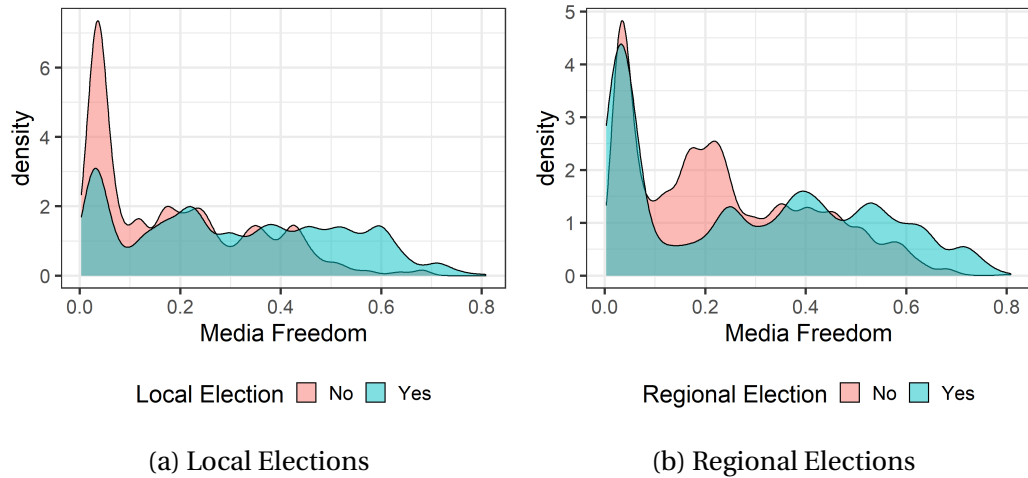 density
6
4
2
0
0.0 0.2 0.4 0.6 0.8
Media Freedom
Local Election No Yes
(a) Local Elections
density
5
4
3
2
1
0
0.0 0.2 0.4 0.6 0.8
Media Freedom
Regional Election No Yes
(b) Regional Elections